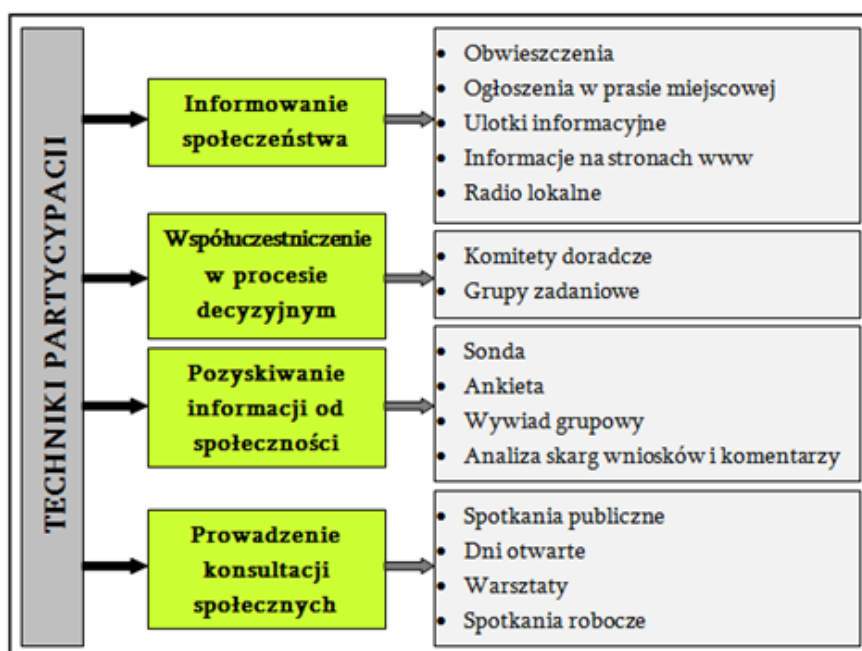 TECHNIKI PARTYCYPACJI
Informowanie
społeczeństwa
• Obwieszczenia
• Ogłoszenia w prasie miejscowej
• Ulotki informacyjne
• Informacje na stronach www
• Radio lokalne
Współuczestniczenie
w procesie
decyzyjnym
• Komitety doradcze
• Grupy zadaniowe
Pozyskiwanie
informacji od
społeczności
• Sonda
• Ankieta
• Wywiad grupowy
• Analiza skarg wniosków i komentarzy
Prowadzenie
konsultacji
społecznych
• Spotkania publiczne
• Dni otwarte
• Warsztaty
• Spotkania robocze